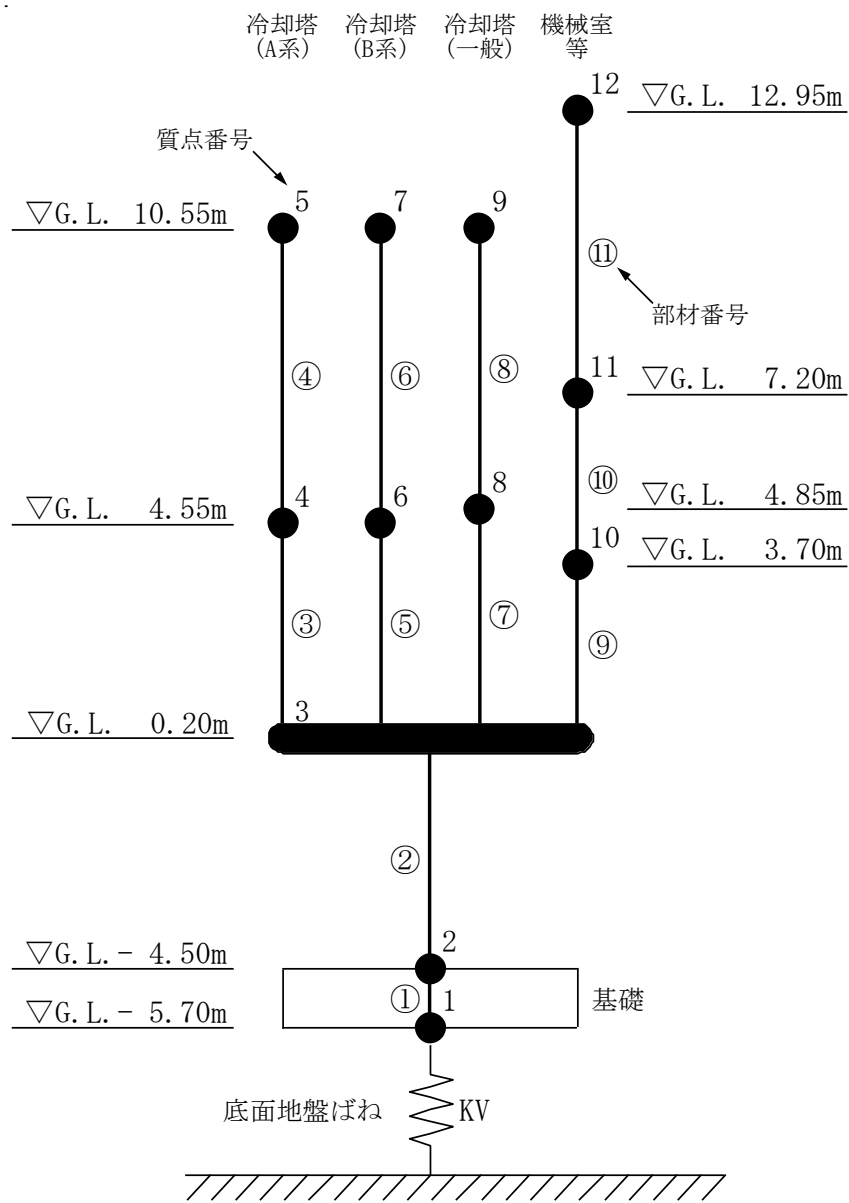 冷却塔 冷却塔 冷却塔 機械室
(A系) (B系) (一般) 等
12 ▽G.L. 12.95m
質点番号
▽G.L. 10.55m 5 7 9
⑪
部材番号
④ ⑥ ⑧ 11 ▽G.L. 7.20m
▽G.L. 4.55m 4 6 8 ⑩ ▽G.L. 4.85m
10 ▽G.L. 3.70m
③ ⑤ ⑦ ⑨
▽G.L. 0.20m 3
②
▽G.L.- 4.50m 2
▽G.L.- 5.70m ① 1 基礎
底面地盤ばね KV